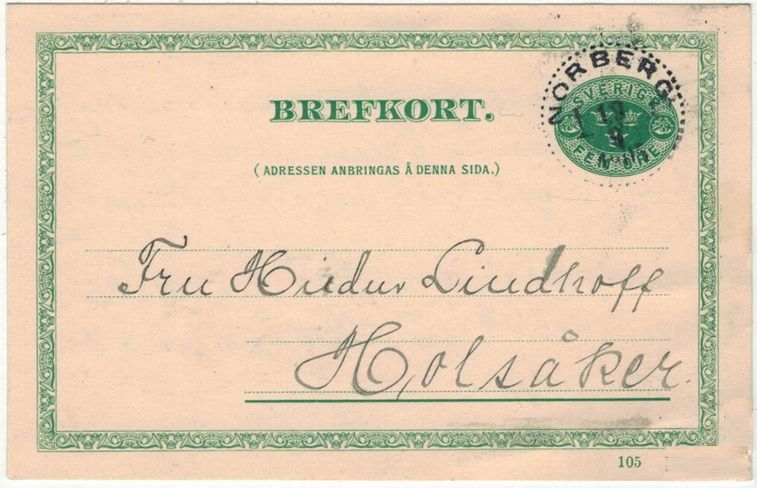 BREFKORT.
(ADRESSEN ANBRINGAS Å DENNA SIDA.)
NORBERG
SVERIGE
FEM ÖRE
Fru Hildur Lindhoff
Holsåker.
105